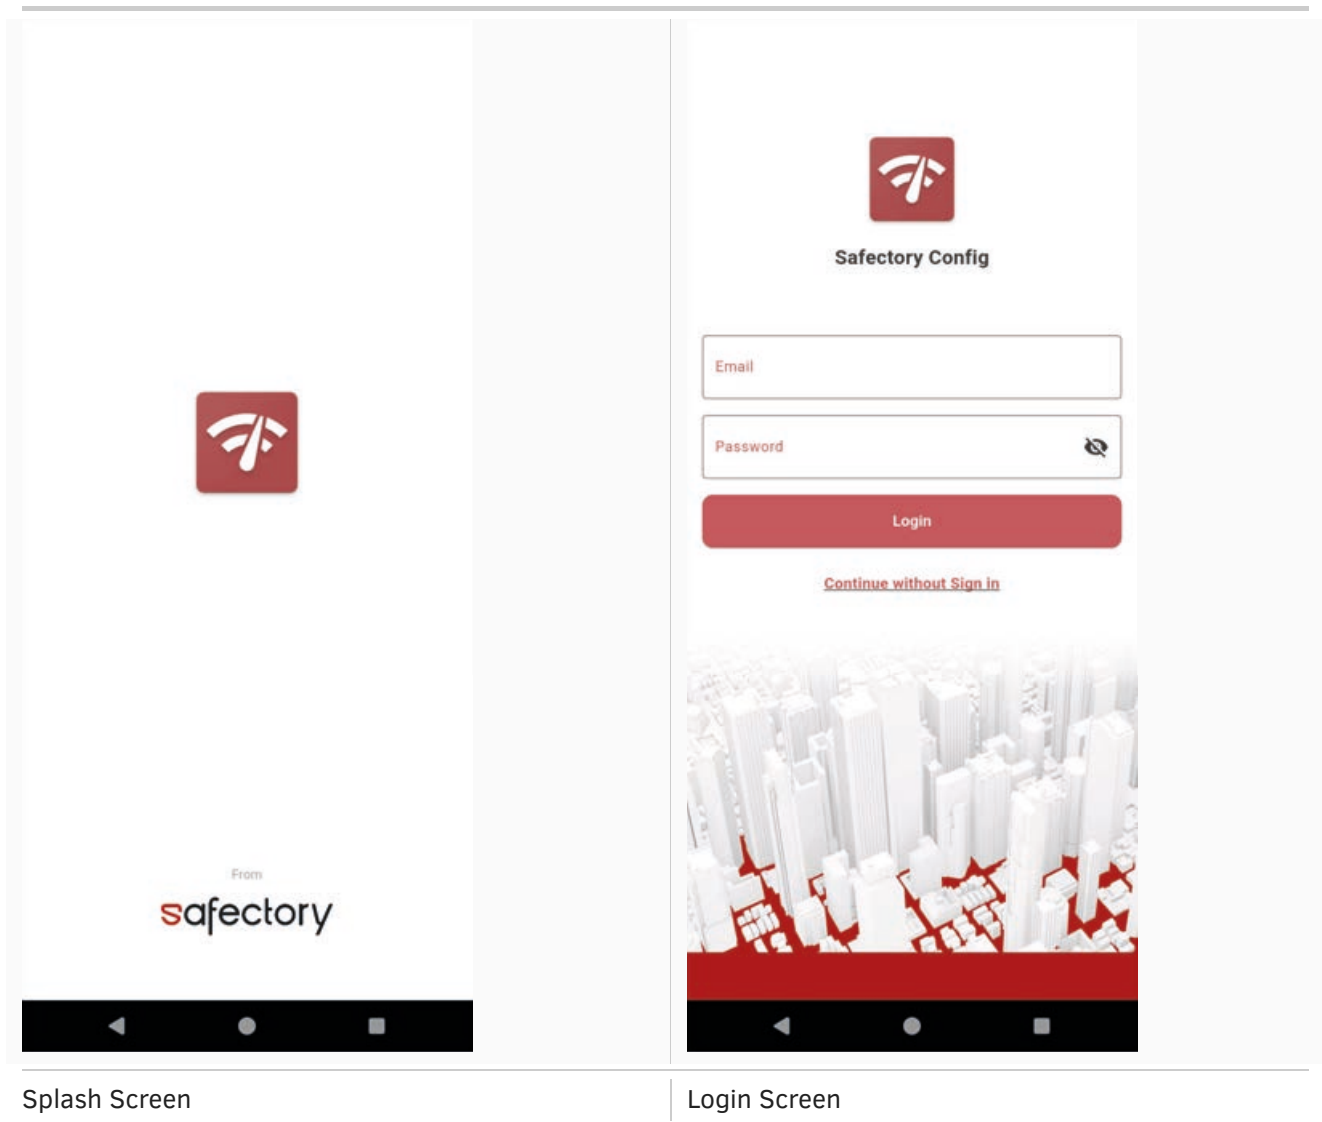 From
safectory
Safectory Config
Email
Password
Login
Continue without Sign in
Splash Screen
Login Screen